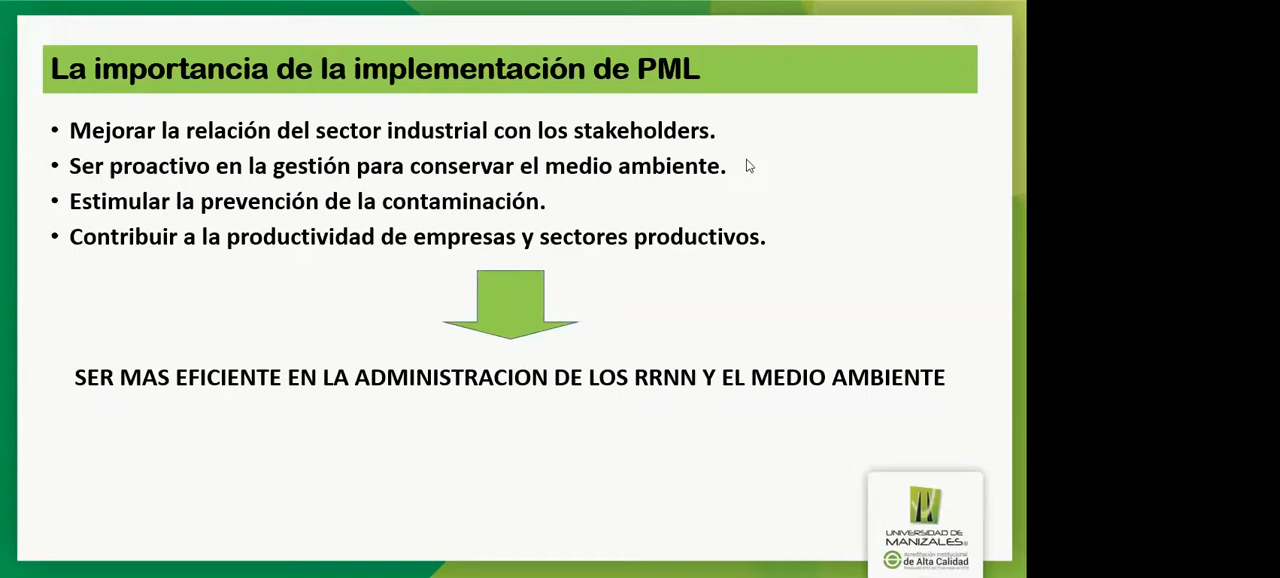 La importancia de la implementación de PML
• Mejorar la relación del sector industrial con los stakeholders.
• Ser proactivo en la gestión para conservar el medio ambiente.
• Estimular la prevención de la contaminación.
• Contribuir a la productividad de empresas y sectores productivos.
SER MAS EFICIENTE EN LA ADMINISTRACION DE LOS RRNN Y EL MEDIO AMBIENTE
UNIVERSIDAD DE
MANIZALES
Acreditación Institucional
de Alta Calidad